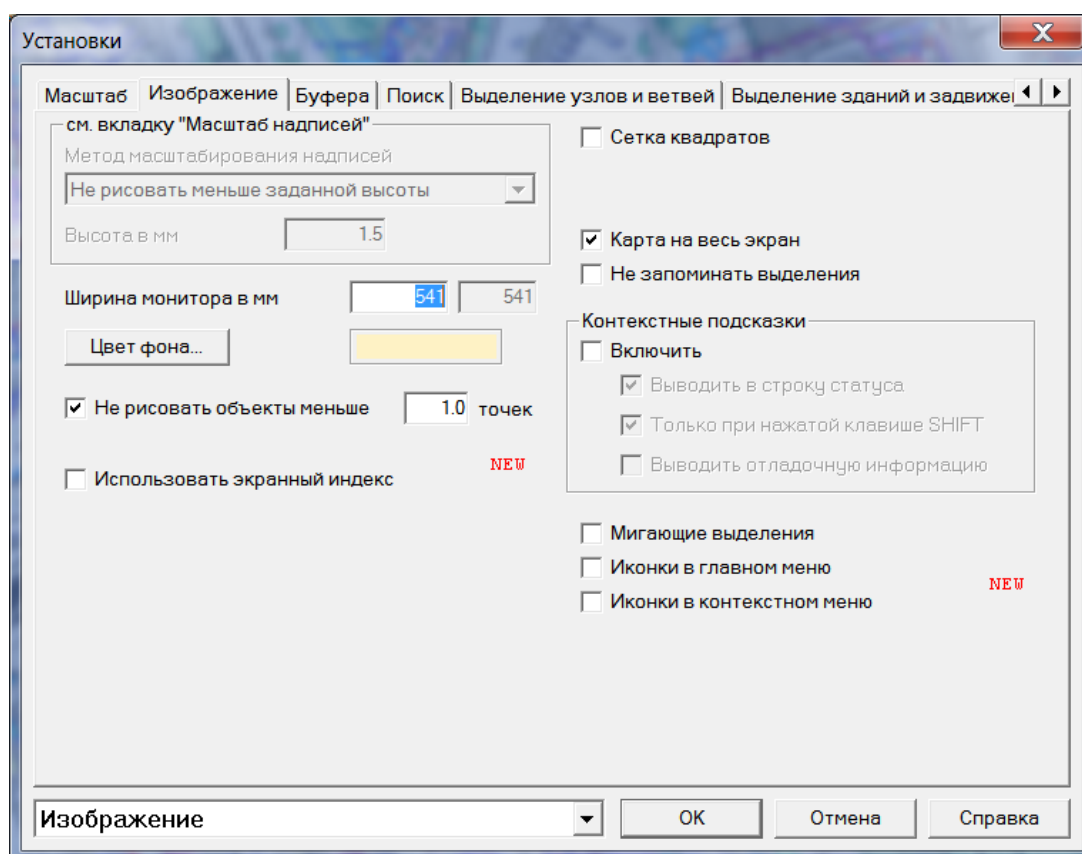 Установки
Масштаб Изображение Буфера Поиск Выделение узлов и ветвей Выделение зданий и задвиже
см. вкладку "Масштаб надписей"
Метод масштабирования надписей
Не рисовать меньше заданной высоты
Высота в мм 1.5
Ширина монитора в мм 541 541
Цвет фона...
Не рисовать объекты меньше 1.0 точек
NEW
Использовать экранный индекс
Сетка квадратов
Карта на весь экран
Не запоминать выделения
Контекстные подсказки
Включить
Выводить в строку статуса
Только при нажатой клавише SHIFT
Выводить отладочную информацию
Мигающие выделения
Иконки в главном меню
NEW
Иконки в контекстном меню
Изображение OK Отмена Справка